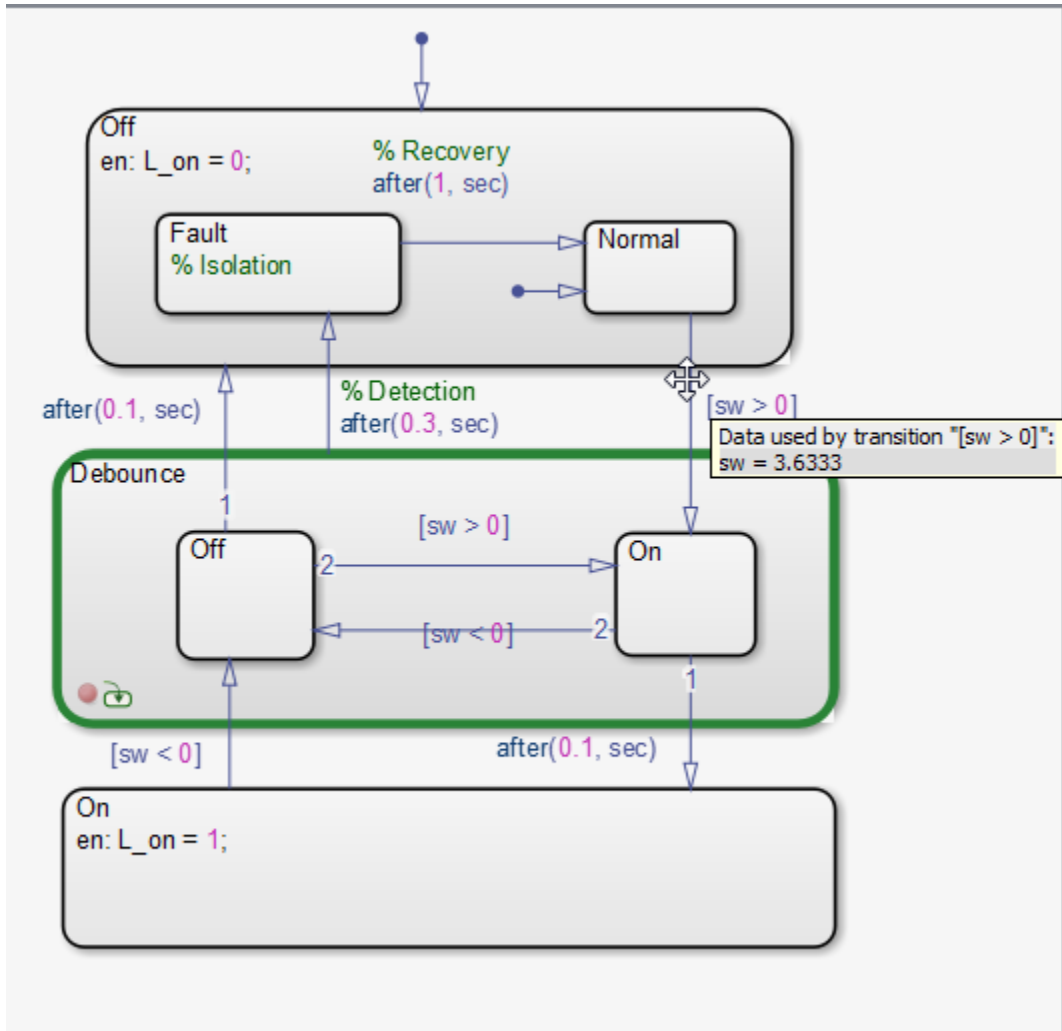 Off
en: L_on = 0;
% Recovery
after(1, sec)
Fault
% Isolation
Normal
% Detection
after(0.3, sec)
after(0.1, sec)
[sw > 0]
Data used by transition "[sw > 0]":
sw = 3.6333
Debounce
1
Off
[sw > 0]
On
2
[sw < 0]
2
1
[sw < 0]
after(0.1, sec)
On
en: L_on = 1;